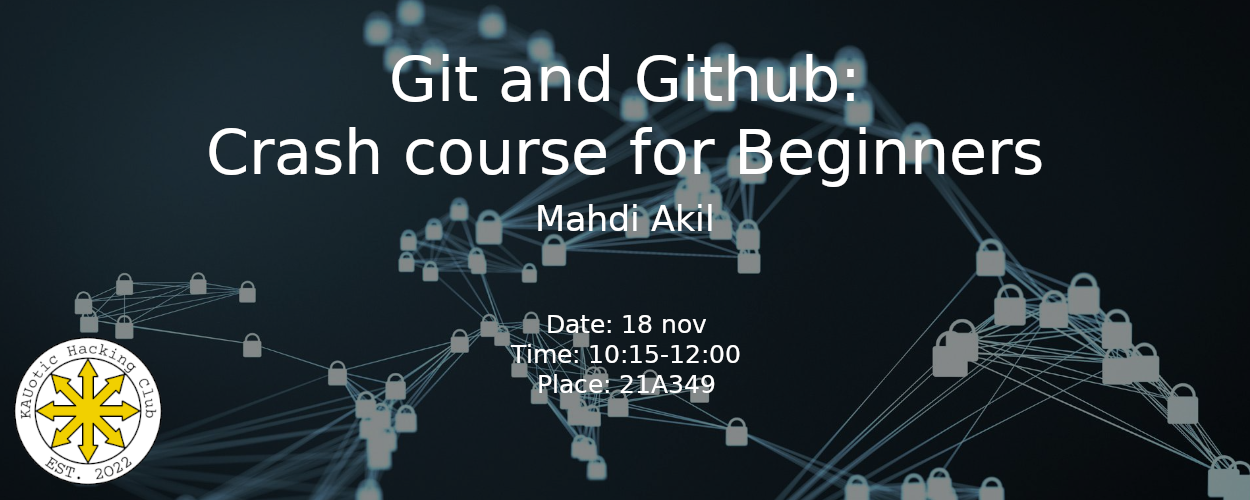 Git and Github:
Crash course for Beginners
Mahdi Akil
Date: 18 nov
Time: 10:15-12:00
Place: 21A349
KAUotic Hacking Club
EST. 2022